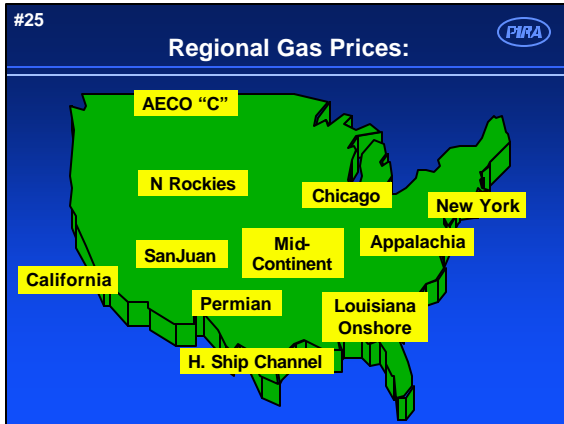 #25
PIRA
Regional Gas Prices:
AECO “C”
N Rockies
Chicago
New York
SanJuan
Mid-
Continent
Appalachia
California
Permian
Louisiana
Onshore
H. Ship Channel